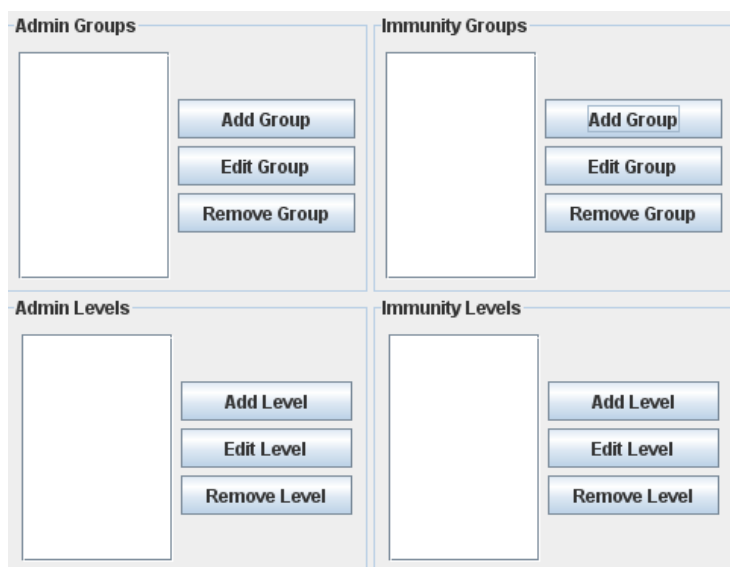 Admin Groups
Add Group
Edit Group
Remove Group
Immunity Groups
Add Group
Edit Group
Remove Group
Admin Levels
Add Level
Edit Level
Remove Level
Immunity Levels
Add Level
Edit Level
Remove Level